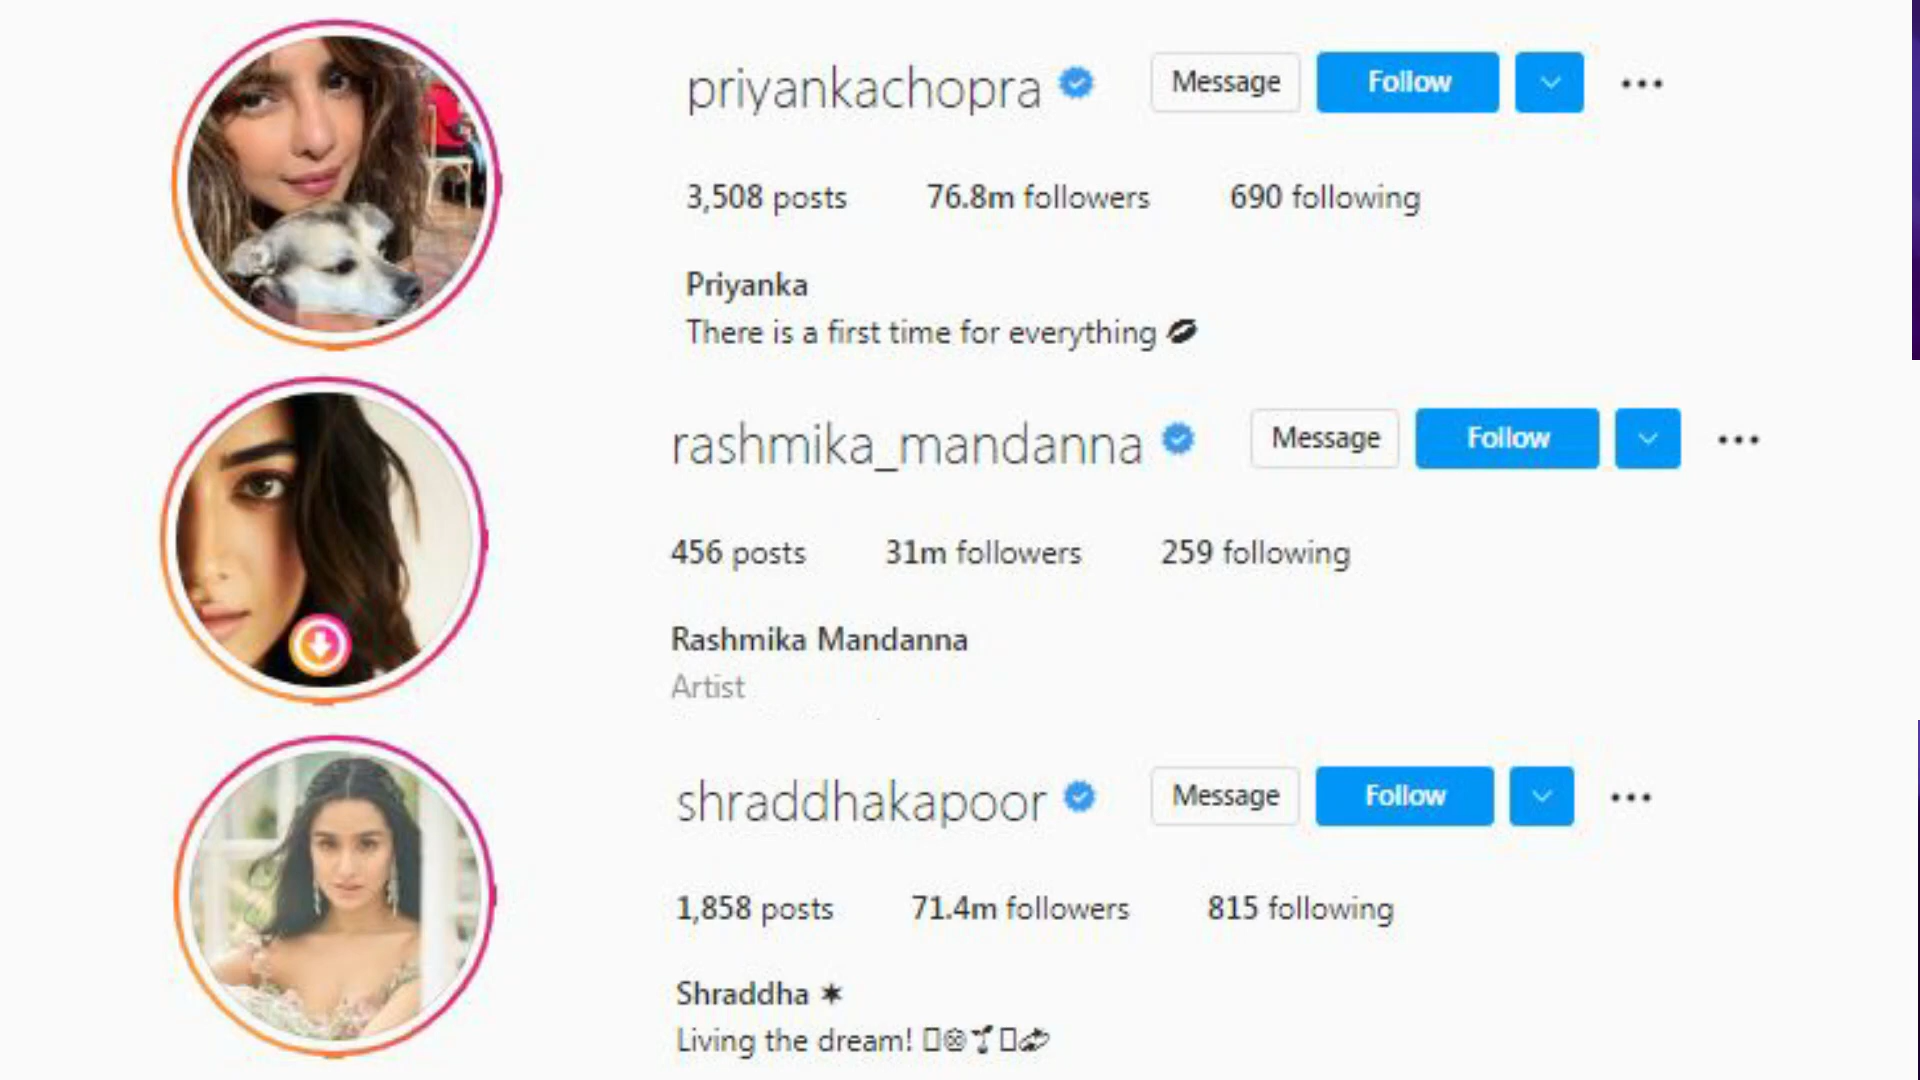 priyankachopra Message Follow
3,508 posts 76.8m followers 690 following
Priyanka
There is a first time for everything 💋
rashmika_mandanna Message Follow
456 posts 31m followers 259 following
Rashmika Mandanna
Artist
shraddhakapoor Message Follow
1,858 posts 71.4m followers 815 following
Shraddha ✶
Living the dream!